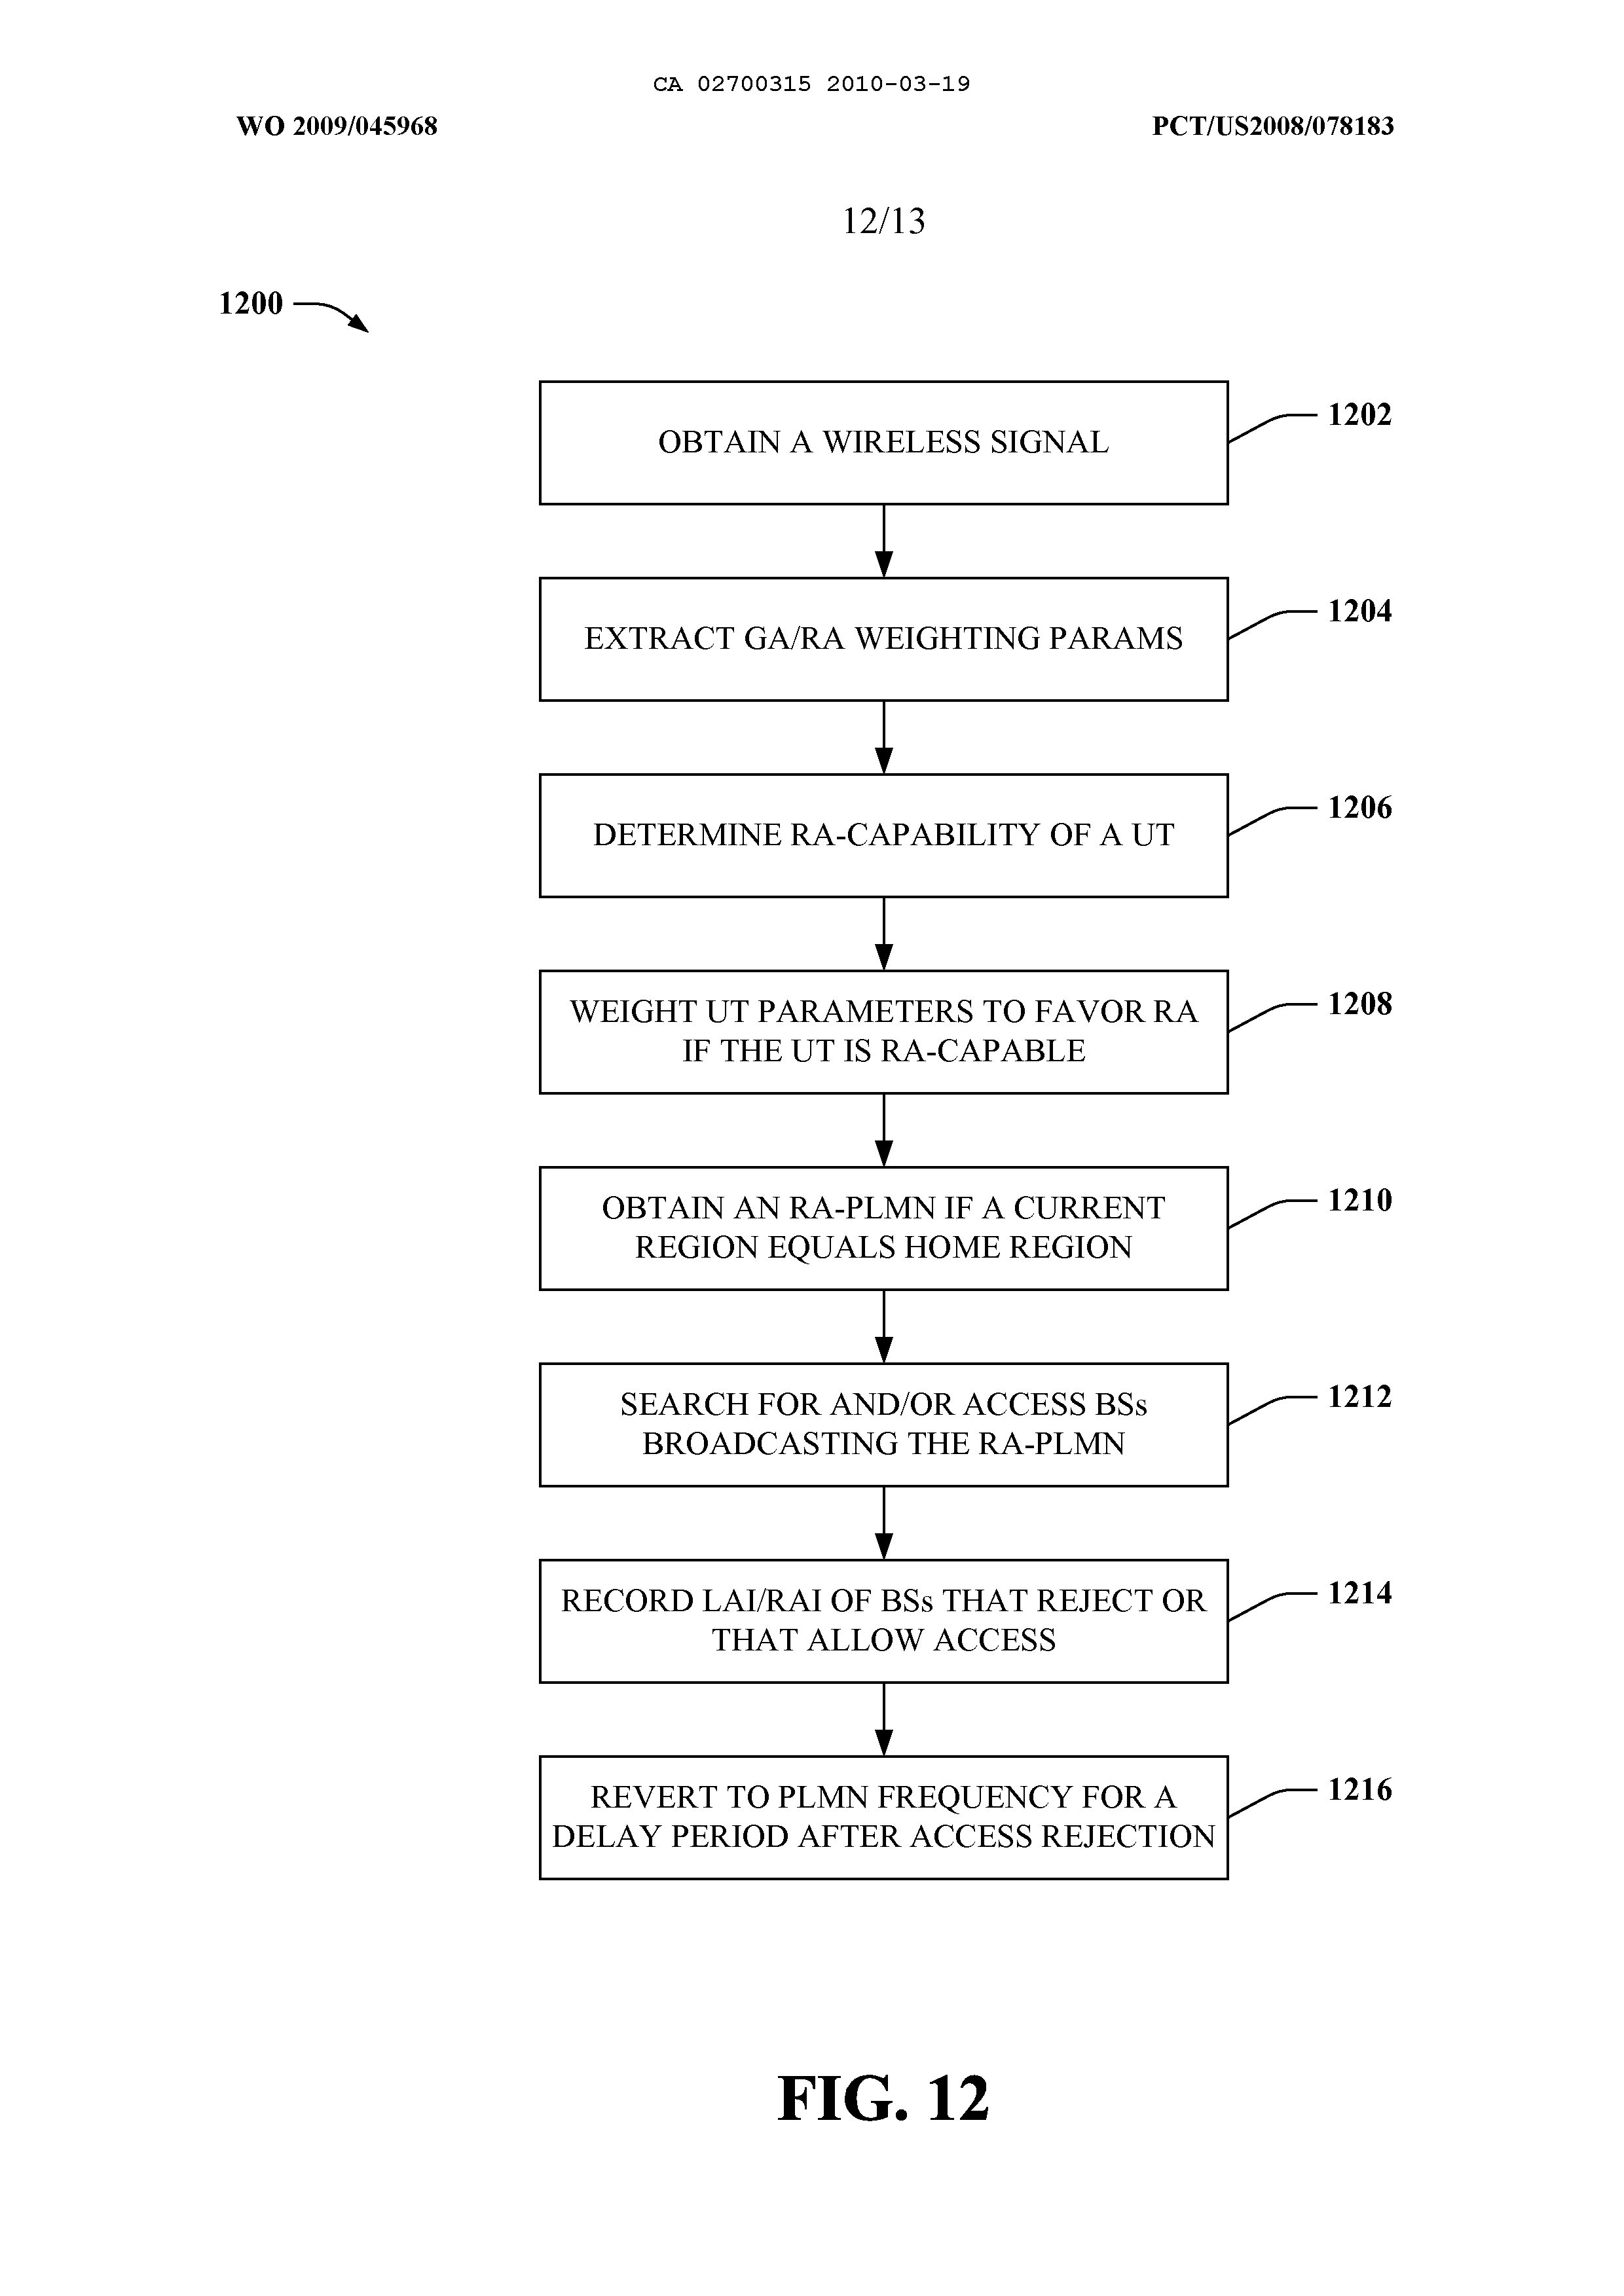 CA 02700315 2010-03-19
WO 2009/045968
PCT/US2008/078183
12/13
1200
OBTAIN A WIRELESS SIGNAL
1202
EXTRACT GA/RA WEIGHTING PARAMS
1204
DETERMINE RA-CAPABILITY OF A UT
1206
WEIGHT UT PARAMETERS TO FAVOR RA
IF THE UT IS RA-CAPABLE
1208
OBTAIN AN RA-PLMN IF A CURRENT
REGION EQUALS HOME REGION
1210
SEARCH FOR AND/OR ACCESS BSs
BROADCASTING THE RA-PLMN
1212
RECORD LAI/RAI OF BSs THAT REJECT OR
THAT ALLOW ACCESS
1214
REVERT TO PLMN FREQUENCY FOR A
DELAY PERIOD AFTER ACCESS REJECTION
1216
FIG. 12